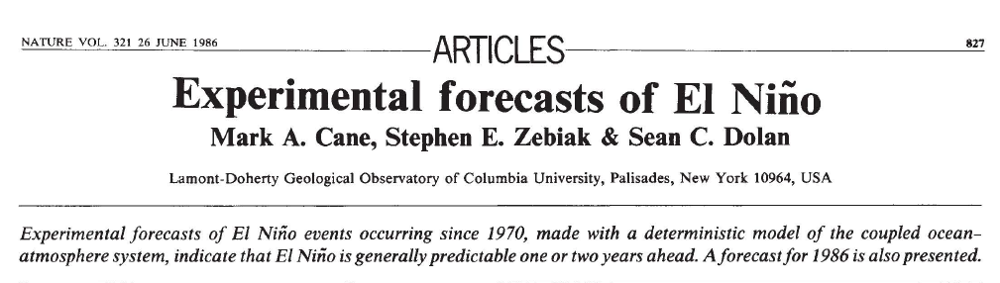 NATURE VOL. 321 26 JUNE 1986 ARTICLES 827
Experimental forecasts of El Niño
Mark A. Cane, Stephen E. Zebiak & Sean C. Dolan
Lamont-Doherty Geological Observatory of Columbia University, Palisades, New York 10964, USA
Experimental forecasts of El Niño events occurring since 1970, made with a deterministic model of the coupled ocean–
atmosphere system, indicate that El Niño is generally predictable one or two years ahead. A forecast for 1986 is also presented.